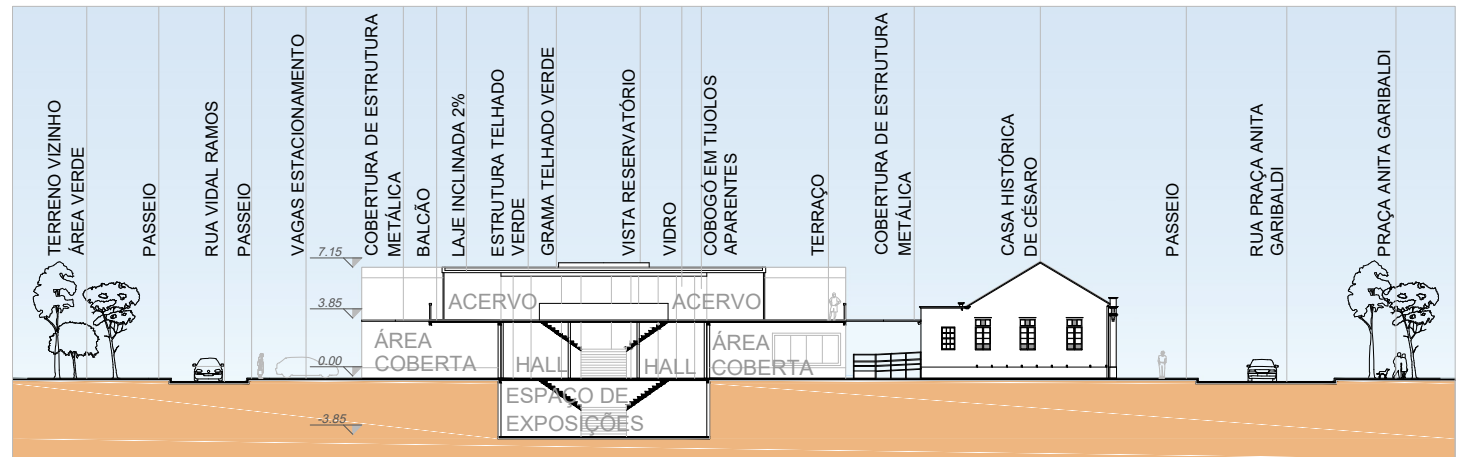 TERRENO VIZINHO
ÁREA VERDE
PASSEIO
RUA VIDAL RAMOS
PASSEIO
VAGAS ESTACIONAMENTO
COBERTURA DE ESTRUTURA
METÁLICA
BALCÃO
LAJE INCLINADA 2%
ESTRUTURA TELHADO
VERDE
GRAMA TELHADO VERDE
VISTA RESERVATÓRIO
VIDRO
COBOGÓ EM TIJOLOS
APARENTES
TERRAÇO
COBERTURA DE ESTRUTURA
METÁLICA
CASA HISTÓRICA
DE CÉSARO
PASSEIO
RUA PRAÇA ANITA
GARIBALDI
PRAÇA ANITA GARIBALDI
7.15
3.85
0.00
-3.85
ACERVO
ACERVO
ÁREA
COBERTA
HALL
HALL
ÁREA
COBERTA
ESPAÇO DE
EXPOSIÇÕES